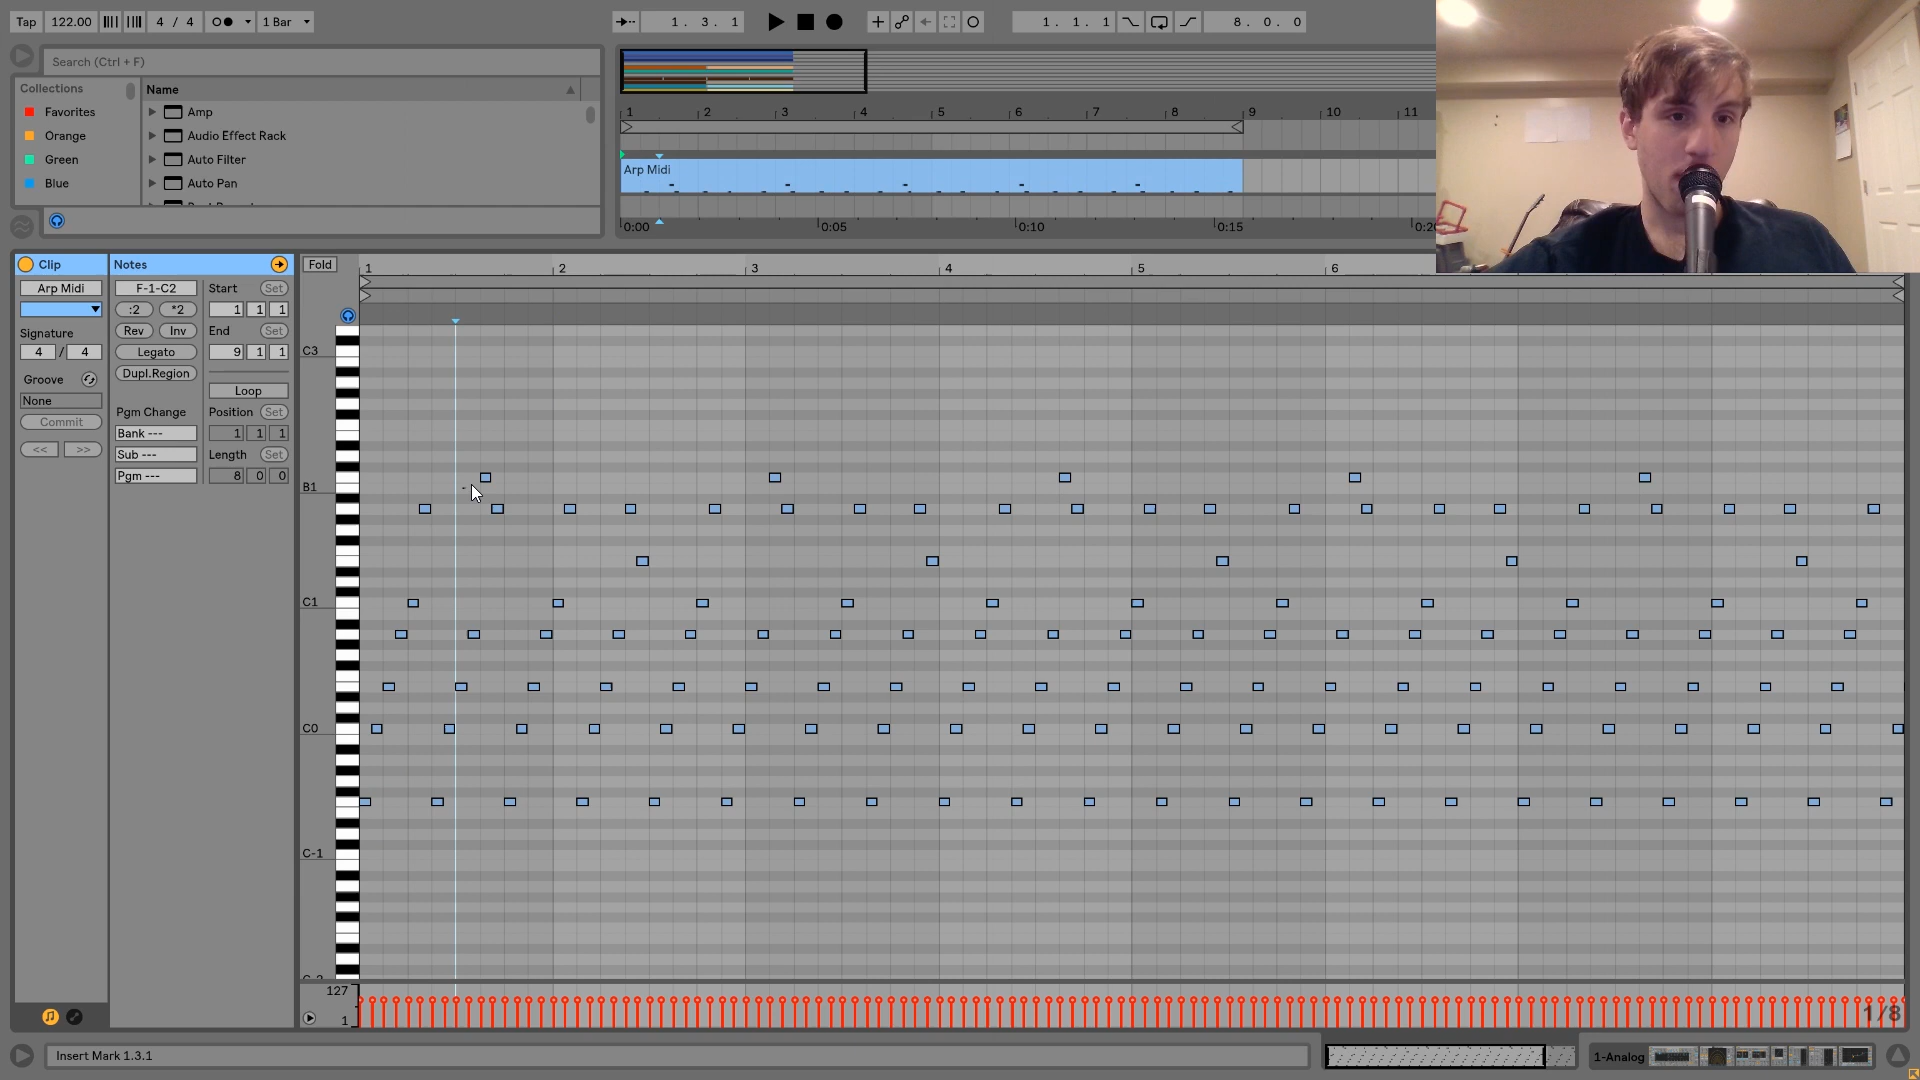 Tap 122.00 4 / 4 1 Bar 1. 3. 1 1. 1. 1 8. 0. 0
Search (Ctrl + F)
Collections
Name
Favorites
Amp
Orange
Audio Effect Rack
Green
Auto Filter
Blue
Auto Pan
1 2 3 4 5 6 7 8 9 10 11
Arp Midi
0:00 0:05 0:10 0:15
Clip
Notes
Fold
1 2 3 4 5 6
Arp Midi
F-1-C2
Start Set
:2 *2
1 1 1
Signature
Rev Inv
End Set
4 / 4
Legato
9 1 1
Groove
Dupl.Region
None
Loop
Commit
Pgm Change
Position Set
<< >>
Bank ---
1 1 1
Sub ---
Length Set
Pgm ---
8 0 0
C3
B1
C1
C0
C-1
127
1
1/8
Insert Mark 1.3.1
1-Analog